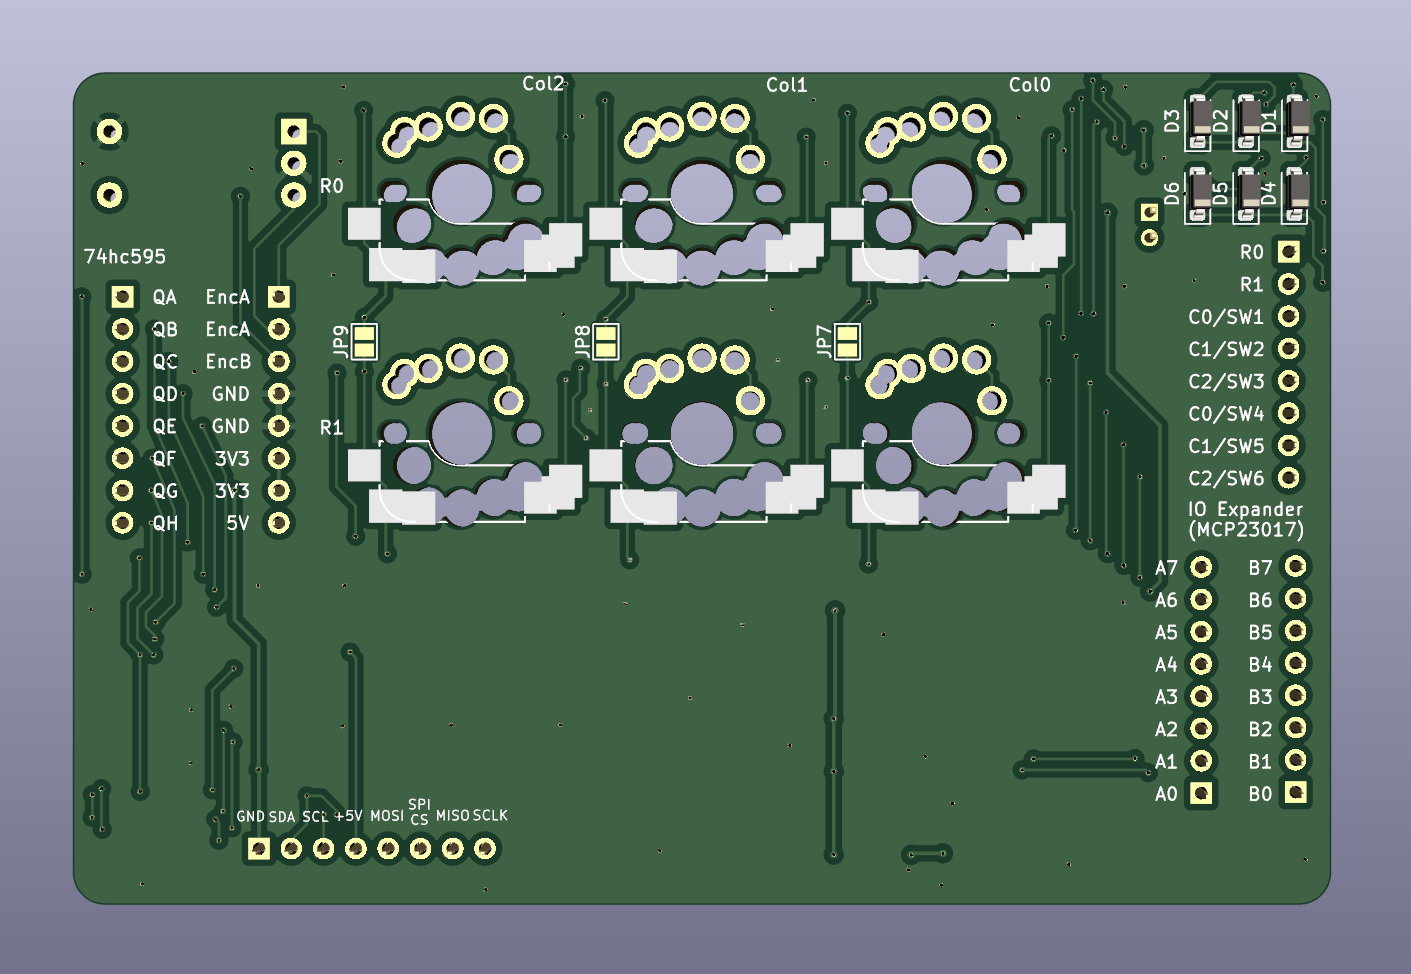 Col2
Col1
Col0
D3
D2
D1
D6
D5
D4
R0
74hc595
QA
EncA
QB
EncA
QC
EncB
QD
GND
QE
GND
QF
3V3
QG
3V3
QH
5V
R1
JP9
JP8
JP7
R0
R1
C0/SW1
C1/SW2
C2/SW3
C0/SW4
C1/SW5
C2/SW6
IO Expander
(MCP23017)
A7
B7
A6
B6
A5
B5
A4
B4
A3
B3
A2
B2
A1
B1
A0
B0
GND
SDA
SCL
+5V
MOSI
SPI
CS
MISO
SCLK